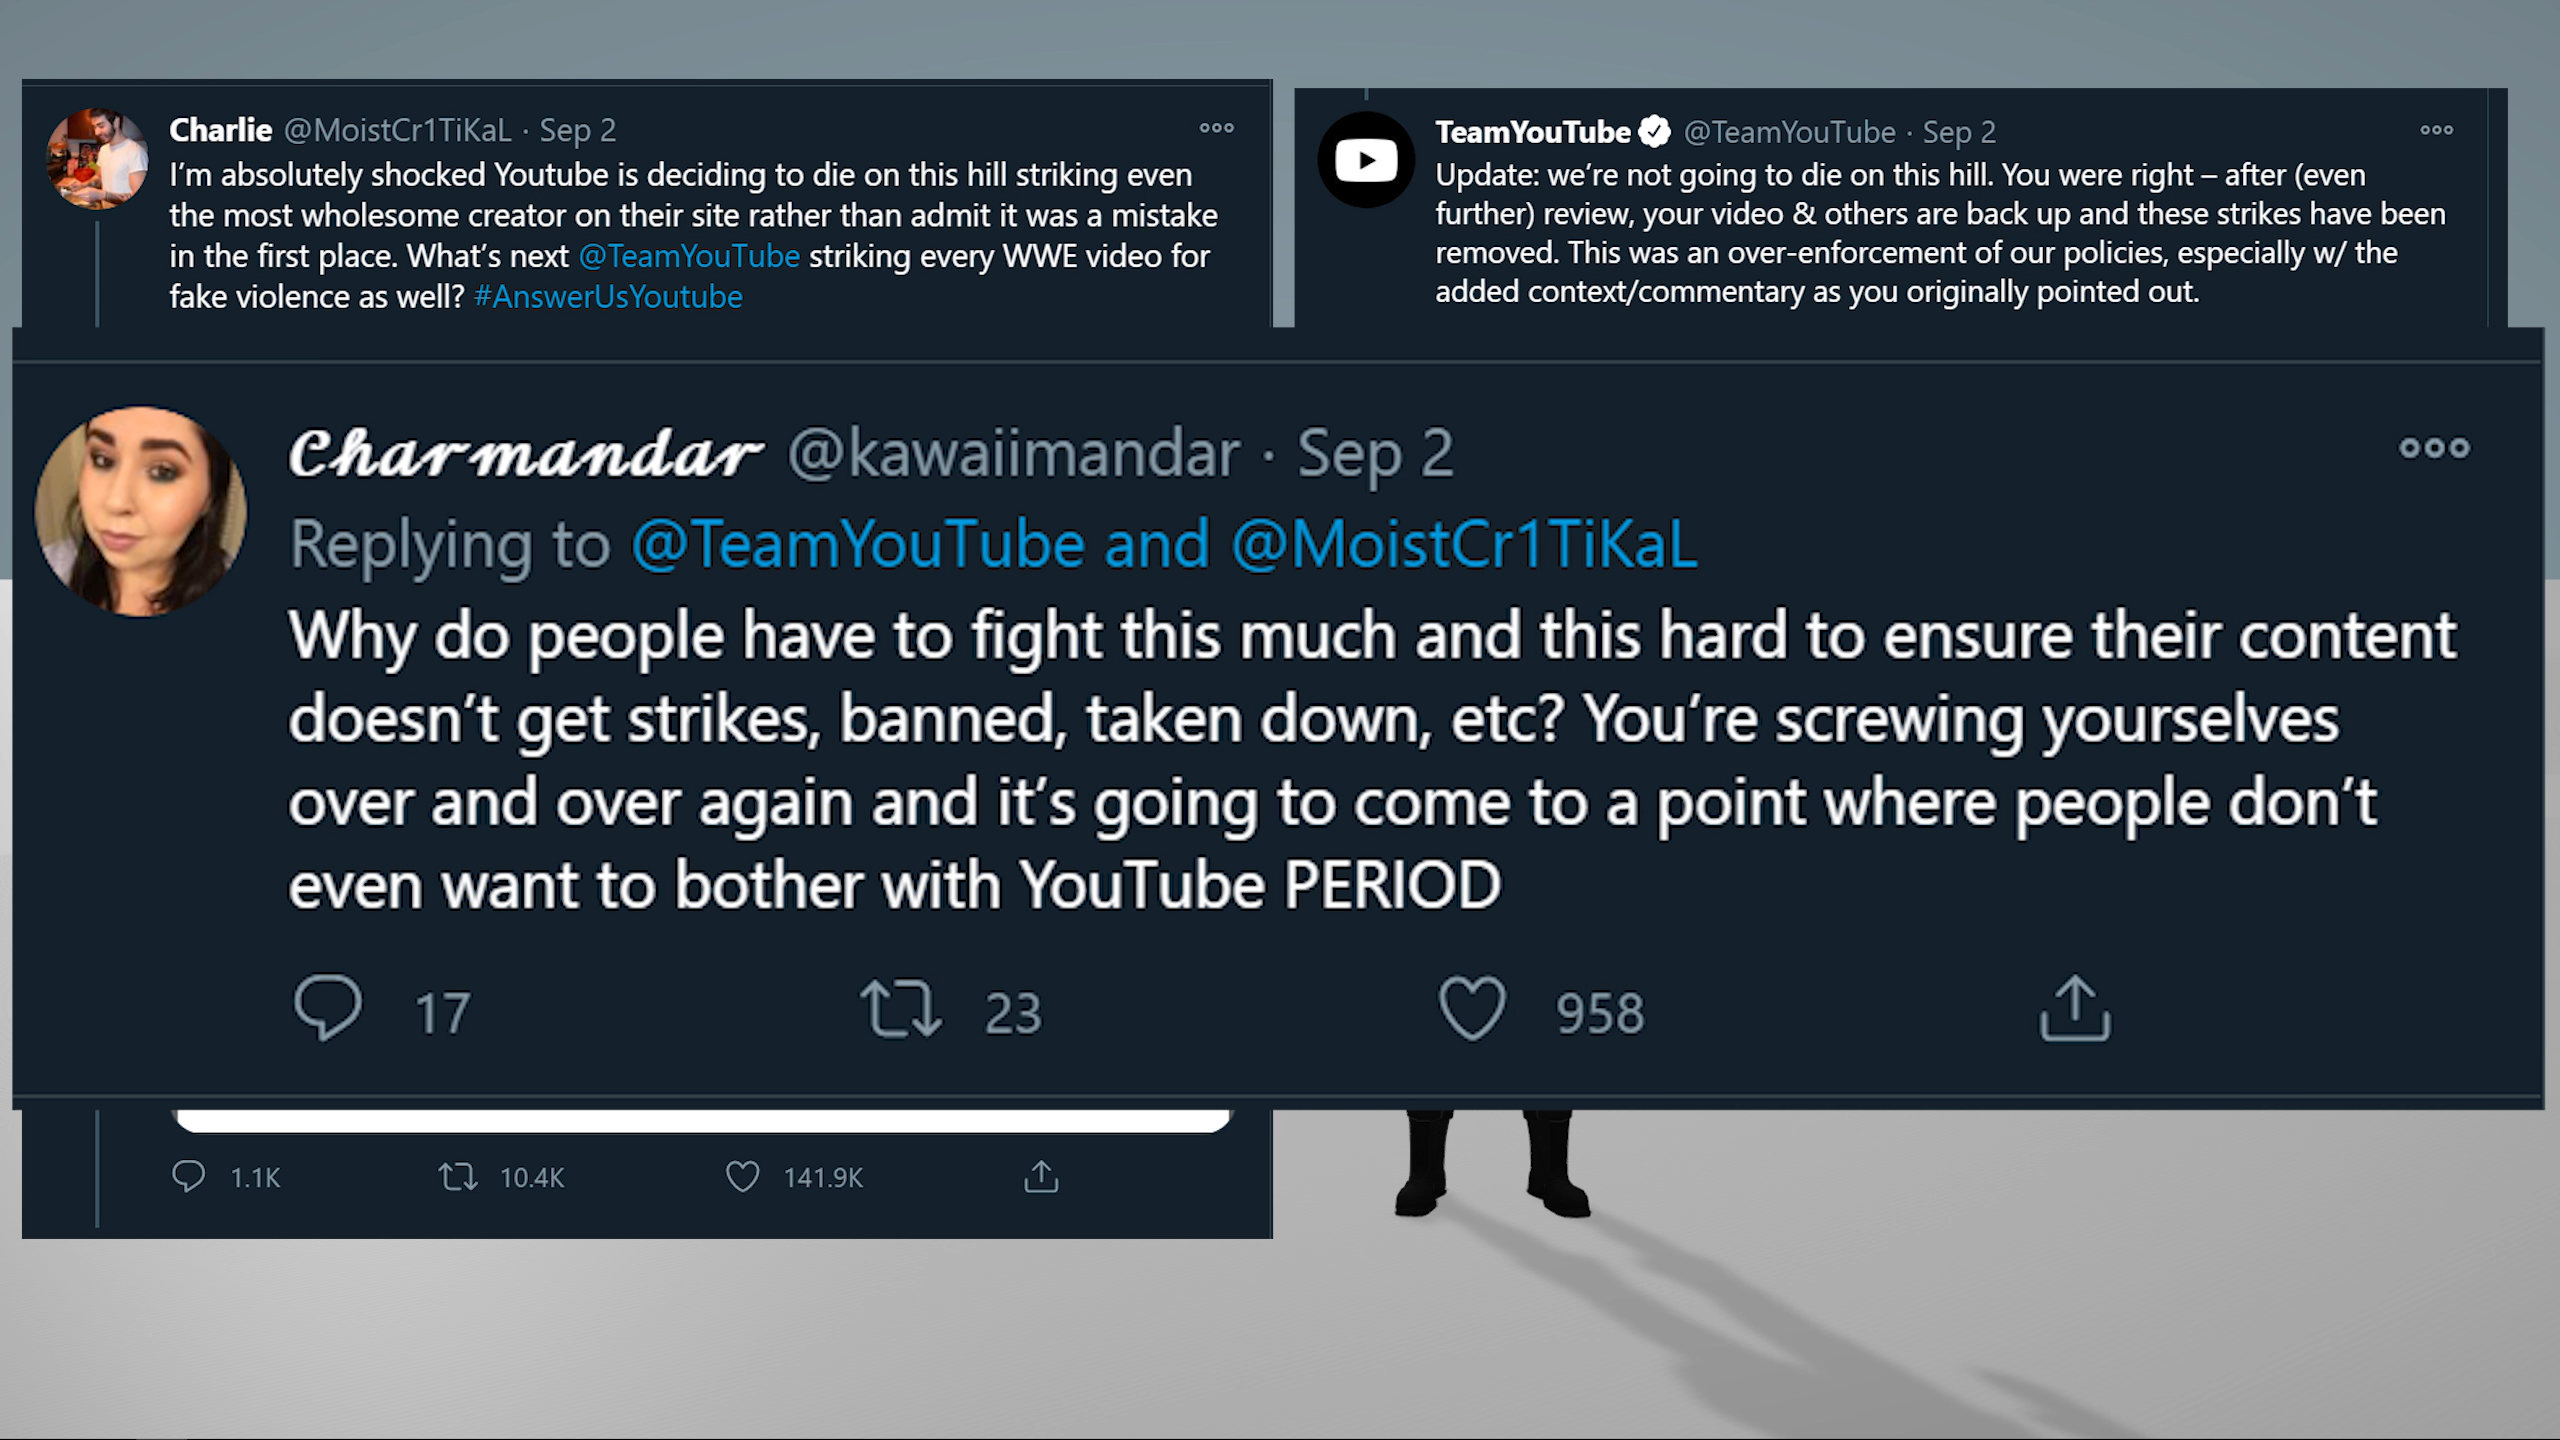 Charlie @MoistCr1TiKaL · Sep 2
I’m absolutely shocked Youtube is deciding to die on this hill striking even
the most wholesome creator on their site rather than admit it was a mistake
in the first place. What’s next @TeamYouTube striking every WWE video for
fake violence as well? #AnswerUsYoutube
TeamYouTube @TeamYouTube · Sep 2
Update: we’re not going to die on this hill. You were right – after (even
further) review, your video & others are back up and these strikes have been
removed. This was an over-enforcement of our policies, especially w/ the
added context/commentary as you originally pointed out.
𝓒𝓱𝓪𝓻𝓶𝓪𝓷𝓭𝓪𝓻 @kawaiimandar · Sep 2
Replying to @TeamYouTube and @MoistCr1TiKaL
Why do people have to fight this much and this hard to ensure their content
doesn’t get strikes, banned, taken down, etc? You’re screwing yourselves
over and over again and it’s going to come to a point where people don’t
even want to bother with YouTube PERIOD
17 23 958
1.1K 10.4K 141.9K